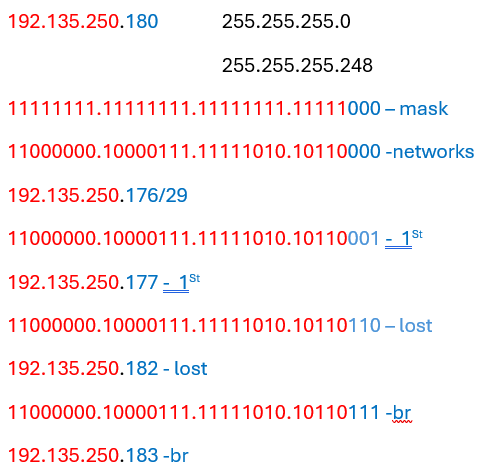 192.135.250.180 255.255.255.0
255.255.255.248
11111111.11111111.11111111.11111000 – mask
11000000.10000111.11111010.10110000 -networks
192.135.250.176/29
11000000.10000111.11111010.10110001 - 1St
192.135.250.177 - 1St
11000000.10000111.11111010.10110110 – lost
192.135.250.182 - lost
11000000.10000111.11111010.10110111 -br
192.135.250.183 -br